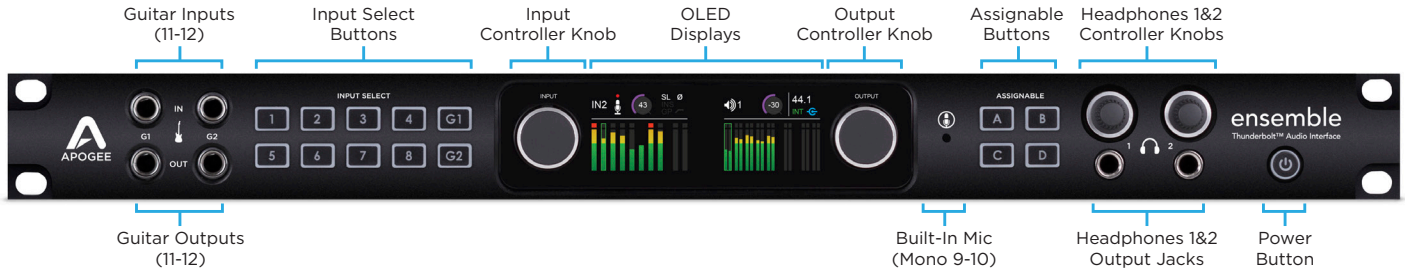 Guitar Inputs
(11-12)
Input Select
Buttons
Input
Controller Knob
OLED
Displays
Output
Controller Knob
Assignable
Buttons
Headphones 1&2
Controller Knobs
APOGEE
IN
G1
G2
OUT
INPUT SELECT
1 2 3 4 G1
5 6 7 8 G2
INPUT
IN2 43 SL Ø
INS
GRP
1 -30 44.1
INT
OUTPUT
ASSIGNABLE
A B
C D
1 2
ensemble
Thunderbolt™ Audio Interface
Guitar Outputs
(11-12)
Built-In Mic
(Mono 9-10)
Headphones 1&2
Output Jacks
Power
Button